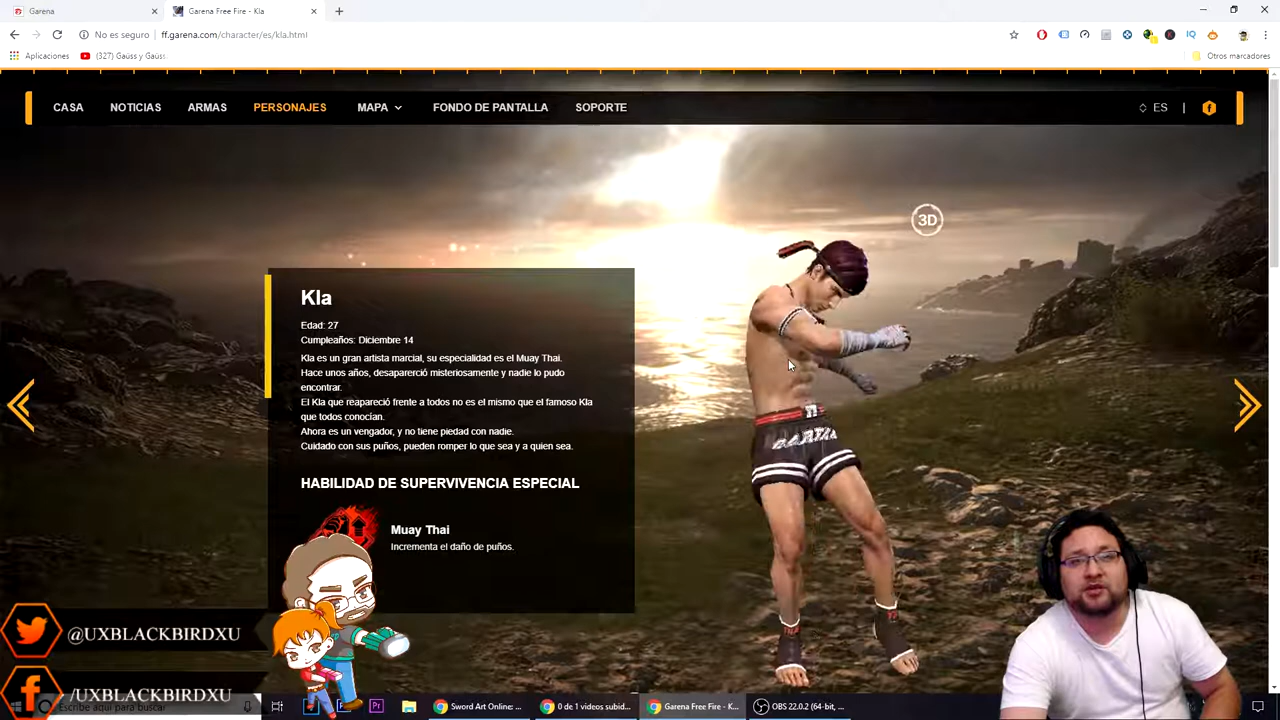 Garena
Garena Free Fire - Kla
No es seguro
ff.garena.com/character/es/kla.html
Aplicaciones
(327) Gaüss y Gaüss
Otros marcadores
CASA
NOTICIAS
ARMAS
PERSONAJES
MAPA
FONDO DE PANTALLA
SOPORTE
ES
3D
Kla
Edad: 27
Cumpleaños: Diciembre 14
Kla es un gran artista marcial, su especialidad es el Muay Thai.
Hace unos años, desapareció misteriosamente y nadie lo pudo
encontrar.
El Kla que reapareció frente a todos no es el mismo que el famoso Kla
que todos conocían.
Ahora es un vengador, y no tiene piedad con nadie.
Cuidado con sus puños, pueden romper lo que sea y a quien sea.
HABILIDAD DE SUPERVIVENCIA ESPECIAL
Muay Thai
Incrementa el daño de puños.
@UXBLACKBIRDXU
/UXBLACKBIRDXU
Escribe aquí para buscar
Sword Art Online: ...
0 de 1 videos subid...
Garena Free Fire - K...
OBS 22.0.2 (64-bit, ...